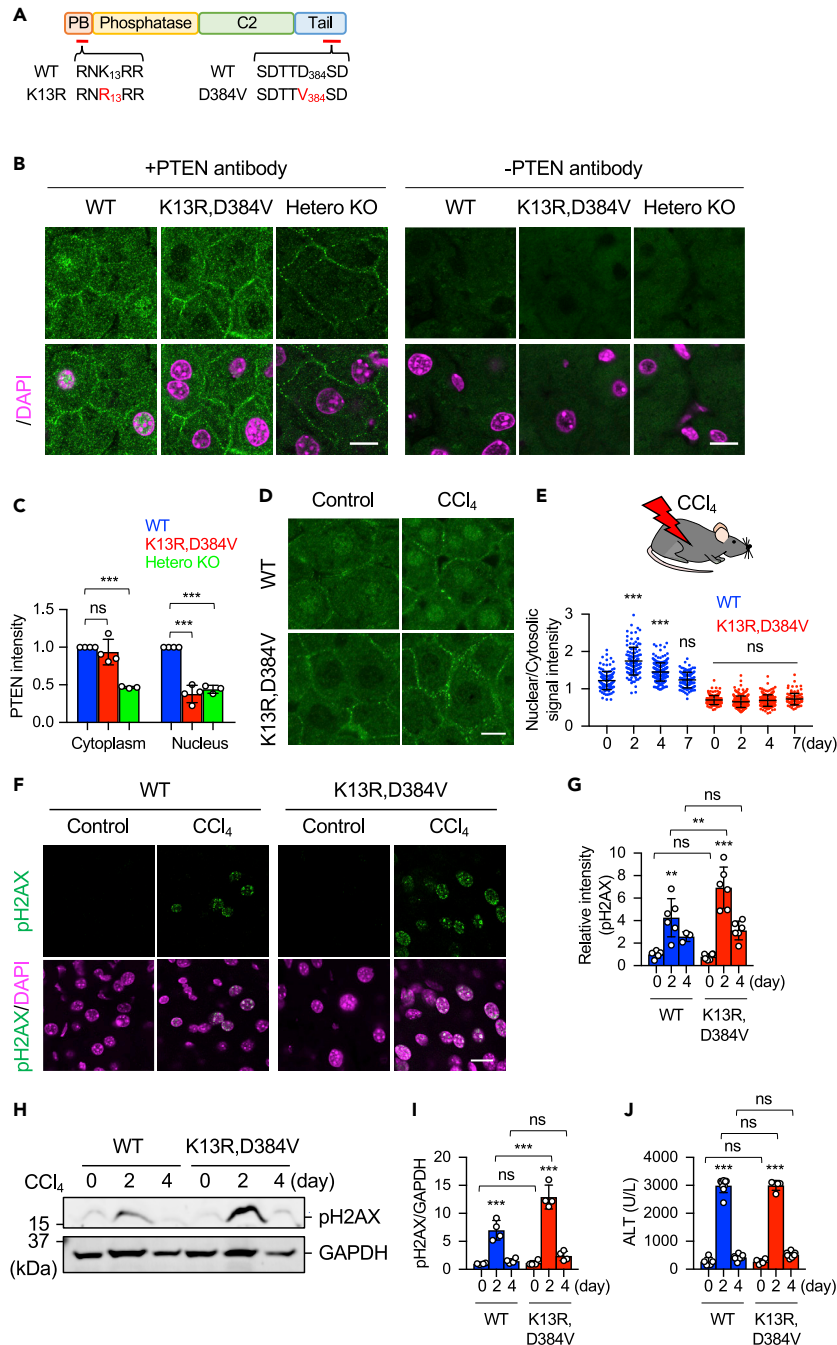 A
PB Phosphatase C2 Tail
WT RNK13RR WT SDTTD384SD
K13R RNR13RR D384V SDTTV384SD
B
+PTEN antibody -PTEN antibody
WT K13R,D384V Hetero KO WT K13R,D384V Hetero KO
/DAPI
C
WT
K13R,D384V
Hetero KO
***
ns
***
***
PTEN intensity
1.5
1.0
0.5
0.0
Cytoplasm Nucleus
D
Control CCl4
WT
K13R,D384V
E
CCl4
WT
K13R,D384V
*** *** ns ns
Nuclear/Cytosolic
signal intensity
3
2
1
0
0 2 4 7 0 2 4 7(day)
F
WT K13R,D384V
Control CCl4 Control CCl4
pH2AX
pH2AX/DAPI
G
ns
**
ns
** ***
Relative intensity
(pH2AX)
10
8
6
4
2
0
0 2 4 0 2 4 (day)
WT K13R,
D384V
H
WT K13R,D384V
CCl4 0 2 4 0 2 4 (day)
15 pH2AX
37
GAPDH
(kDa)
I
ns
***
ns
*** ***
pH2AX/GAPDH
20
15
10
5
0
0 2 4 0 2 4 (day)
WT K13R,
D384V
J
ns
ns
ns
*** ***
ALT (U/L)
4000
3000
2000
1000
0
0 2 4 0 2 4 (day)
WT K13R,
D384V